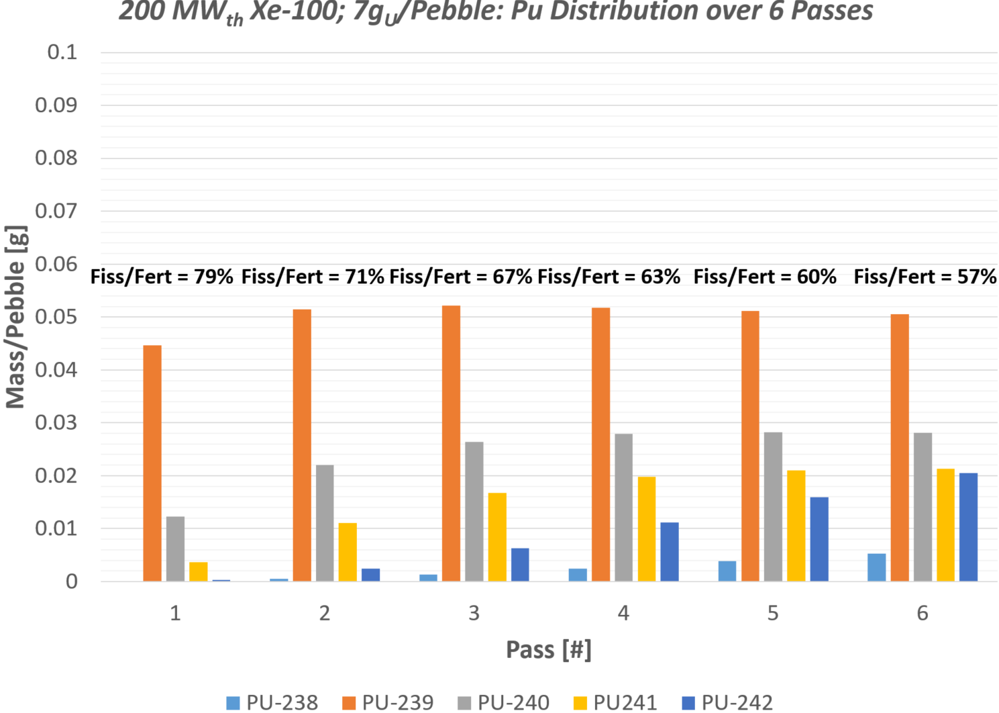 200 MWth Xe-100; 7gU/Pebble: Pu Distribution over 6 Passes
0.1
0.09
0.08
0.07
0.06
0.05
0.04
0.03
0.02
0.01
0
Mass/Pebble [g]
Fiss/Fert = 79% Fiss/Fert = 71% Fiss/Fert = 67% Fiss/Fert = 63% Fiss/Fert = 60% Fiss/Fert = 57%
1 2 3 4 5 6
Pass [#]
PU-238 PU-239 PU-240 PU241 PU-242